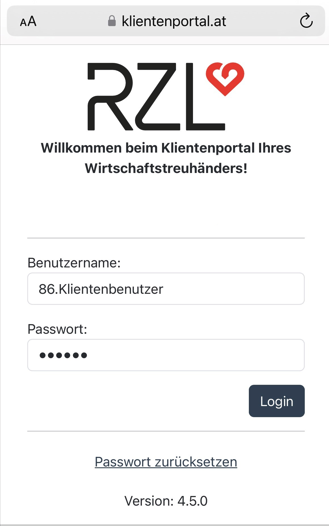 AA klientenportal.at
RZL
Willkommen beim Klientenportal Ihres
Wirtschaftstreuhänders!
Benutzername:
86.Klientenbenutzer
Passwort:
••••••
Login
Passwort zurücksetzen
Version: 4.5.0